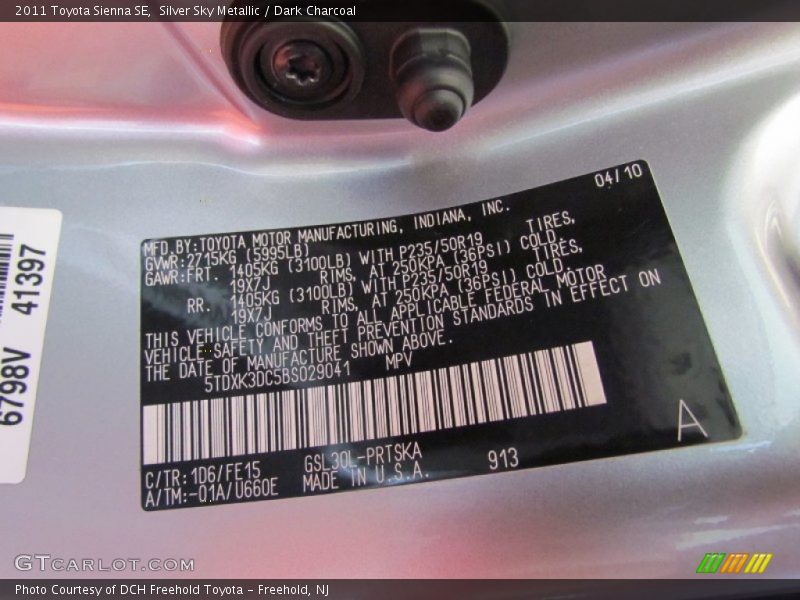 2011 Toyota Sienna SE,  Silver Sky Metallic / Dark Charcoal
04/10
MFD.BY:TOYOTA MOTOR MANUFACTURING, INDIANA, INC.
GVWR:2715KG (5995LB)
GAWR:FRT. 1405KG (3100LB) WITH P235/50R19 TIRES,
19X7J RIMS, AT 250KPA (36PSI) COLD.
RR. 1405KG (3100LB) WITH P235/50R19 TIRES,
19X7J RIMS, AT 250KPA (36PSI) COLD.
THIS VEHICLE CONFORMS TO ALL APPLICABLE FEDERAL MOTOR
VEHICLE SAFETY AND THEFT PREVENTION STANDARDS IN EFFECT ON
THE DATE OF MANUFACTURE SHOWN ABOVE.
5TDXK3DC5BS029041 MPV
C/TR:1D6/FE15 GSL30L-PRTSKA 913 A
A/TM:-01A/U660E MADE IN U.S.A.
6798V 41397
GTCARLOT.COM
Photo Courtesy of DCH Freehold Toyota - Freehold, NJ